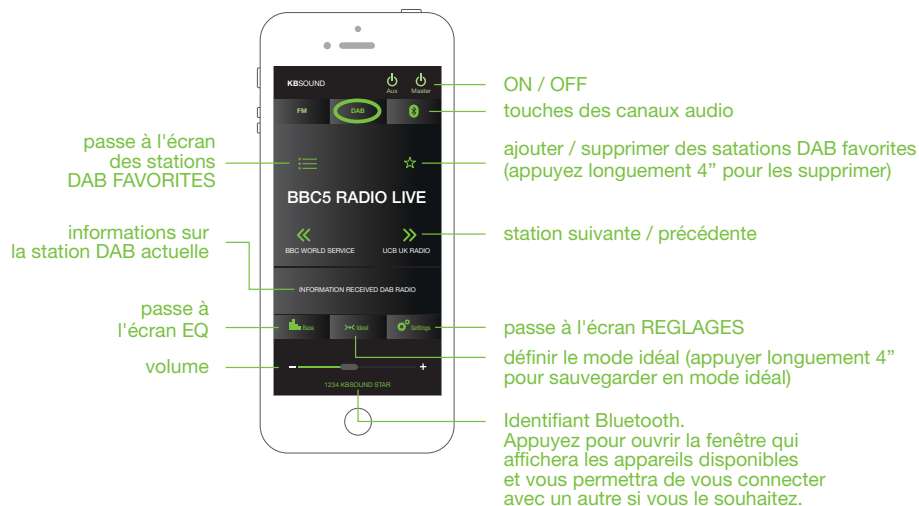 KBSOUND
Aux
Master
FM
DAB
BBC5 RADIO LIVE
BBC WORLD SERVICE
UCB UK RADIO
INFORMATION RECEIVED DAB RADIO
Bass
Ideal
Settings
- +
1234 KBSOUND STAR
passe à l'écran
des stations
DAB FAVORITES
informations sur
la station DAB actuelle
passe à
l'écran EQ
volume
ON / OFF
touches des canaux audio
ajouter / supprimer des satations DAB favorites
(appuyez longuement 4” pour les supprimer)
station suivante / précédente
passe à l'écran REGLAGES
définir le mode idéal (appuyer longuement 4”
pour sauvegarder en mode idéal)
Identifiant Bluetooth.
Appuyez pour ouvrir la fenêtre qui
affichera les appareils disponibles
et vous permettra de vous connecter
avec un autre si vous le souhaitez.